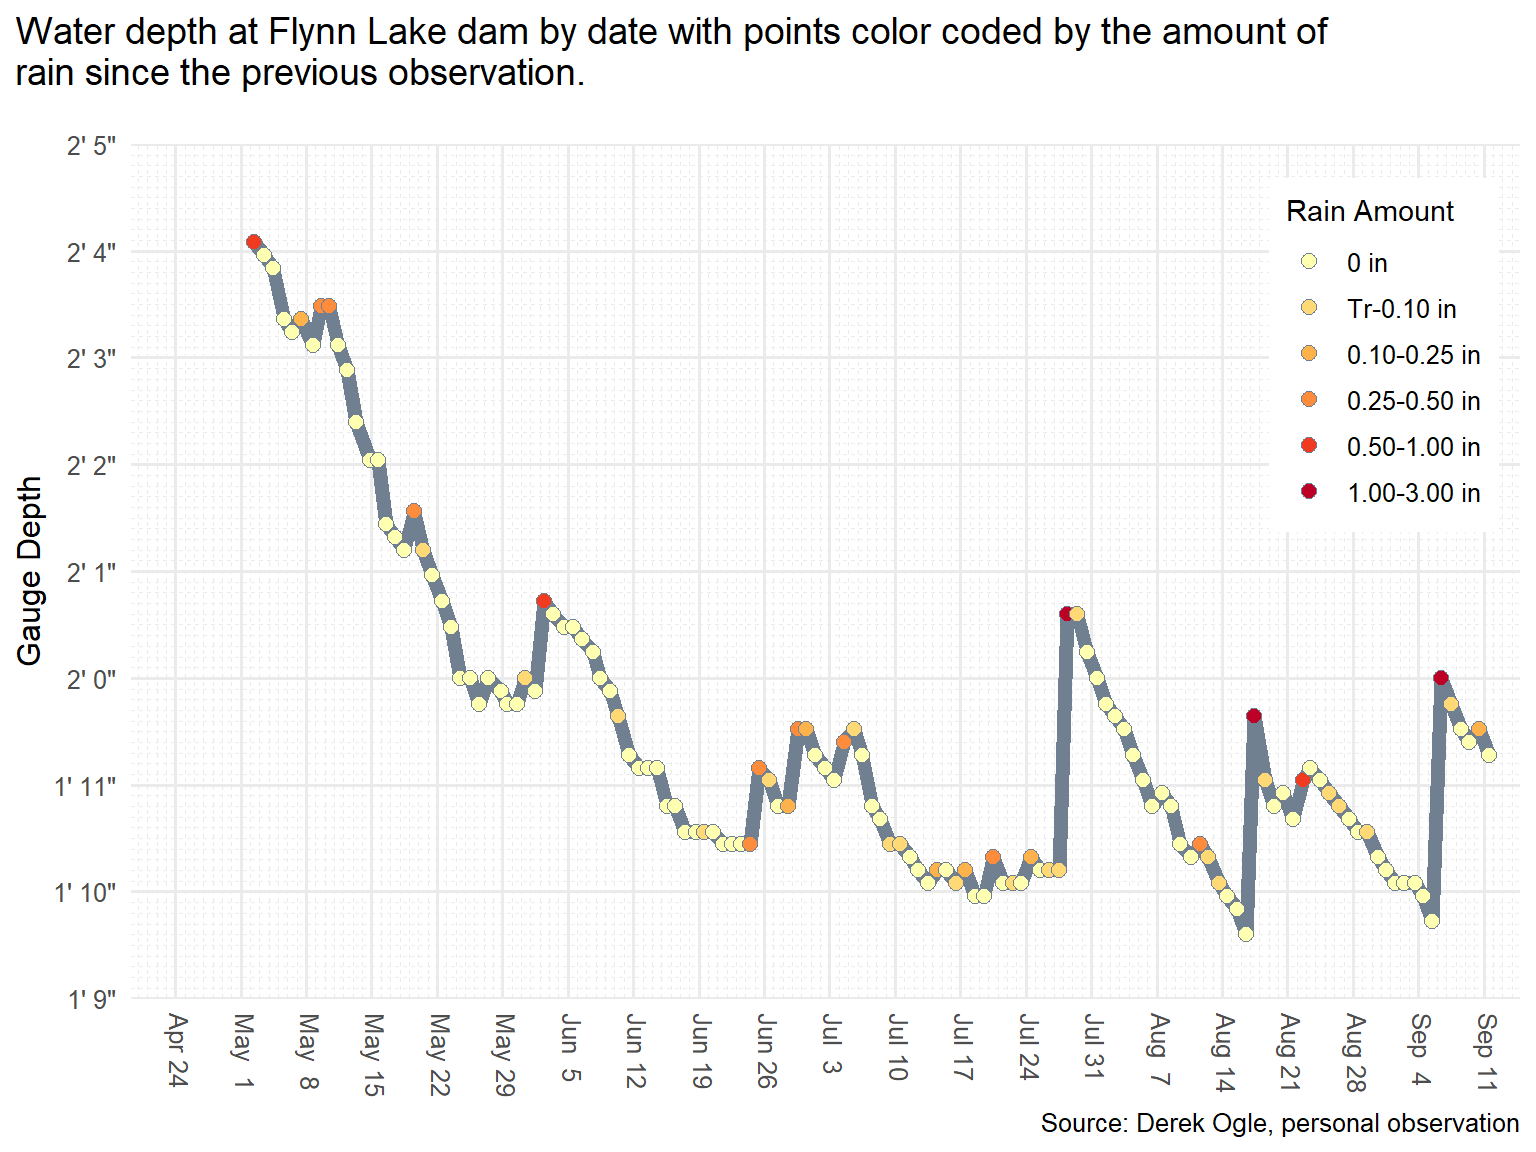 Water depth at Flynn Lake dam by date with points color coded by the amount of
rain since the previous observation.
2' 5"
2' 4"
2' 3"
2' 2"
2' 1"
2' 0"
1' 11"
1' 10"
1' 9"
Gauge Depth
Rain Amount
0 in
Tr-0.10 in
0.10-0.25 in
0.25-0.50 in
0.50-1.00 in
1.00-3.00 in
Apr 24
May 1
May 8
May 15
May 22
May 29
Jun 5
Jun 12
Jun 19
Jun 26
Jul 3
Jul 10
Jul 17
Jul 24
Jul 31
Aug 7
Aug 14
Aug 21
Aug 28
Sep 4
Sep 11
Source: Derek Ogle, personal observation